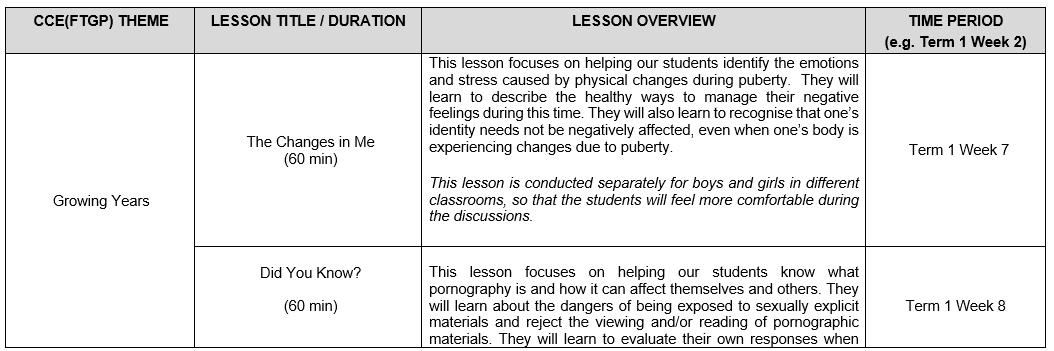 CCE(FTGP) THEME
LESSON TITLE / DURATION
LESSON OVERVIEW
TIME PERIOD
(e.g. Term 1 Week 2)
Growing Years
The Changes in Me
(60 min)
This lesson focuses on helping our students identify the emotions
and stress caused by physical changes during puberty. They will
learn to describe the healthy ways to manage their negative
feelings during this time. They will also learn to recognise that one’s
identity needs not be negatively affected, even when one’s body is
experiencing changes due to puberty.
This lesson is conducted separately for boys and girls in different
classrooms, so that the students will feel more comfortable during
the discussions.
Term 1 Week 7
Did You Know?
(60 min)
This lesson focuses on helping our students know what
pornography is and how it can affect themselves and others. They
will learn about the dangers of being exposed to sexually explicit
materials and reject the viewing and/or reading of pornographic
materials. They will learn to evaluate their own responses when
Term 1 Week 8